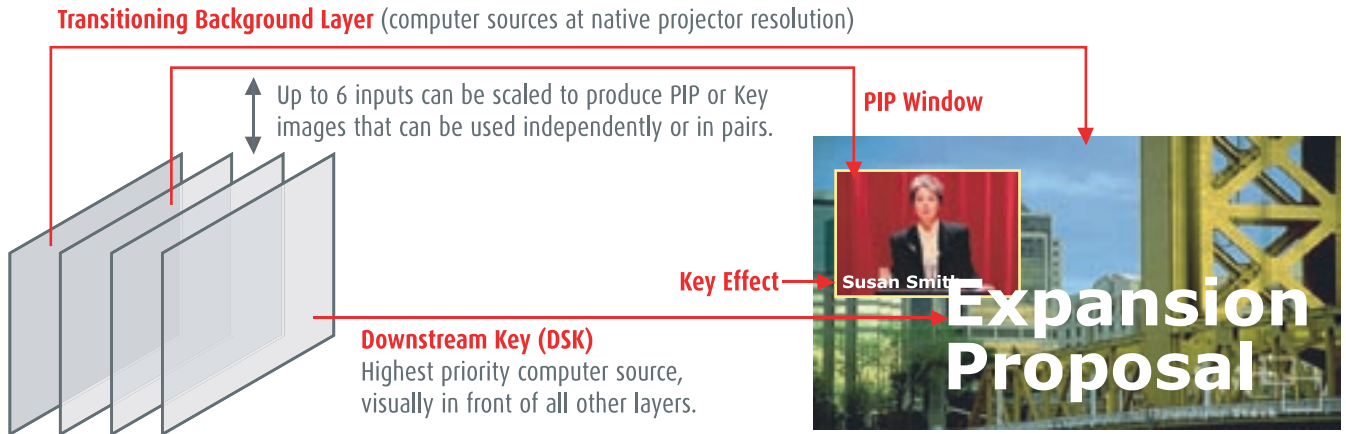 Transitioning Background Layer (computer sources at native projector resolution)
Up to 6 inputs can be scaled to produce PIP or Key
images that can be used independently or in pairs.
PIP Window
Key Effect
Susan Smith
Expansion
Proposal
Downstream Key (DSK)
Highest priority computer source,
visually in front of all other layers.